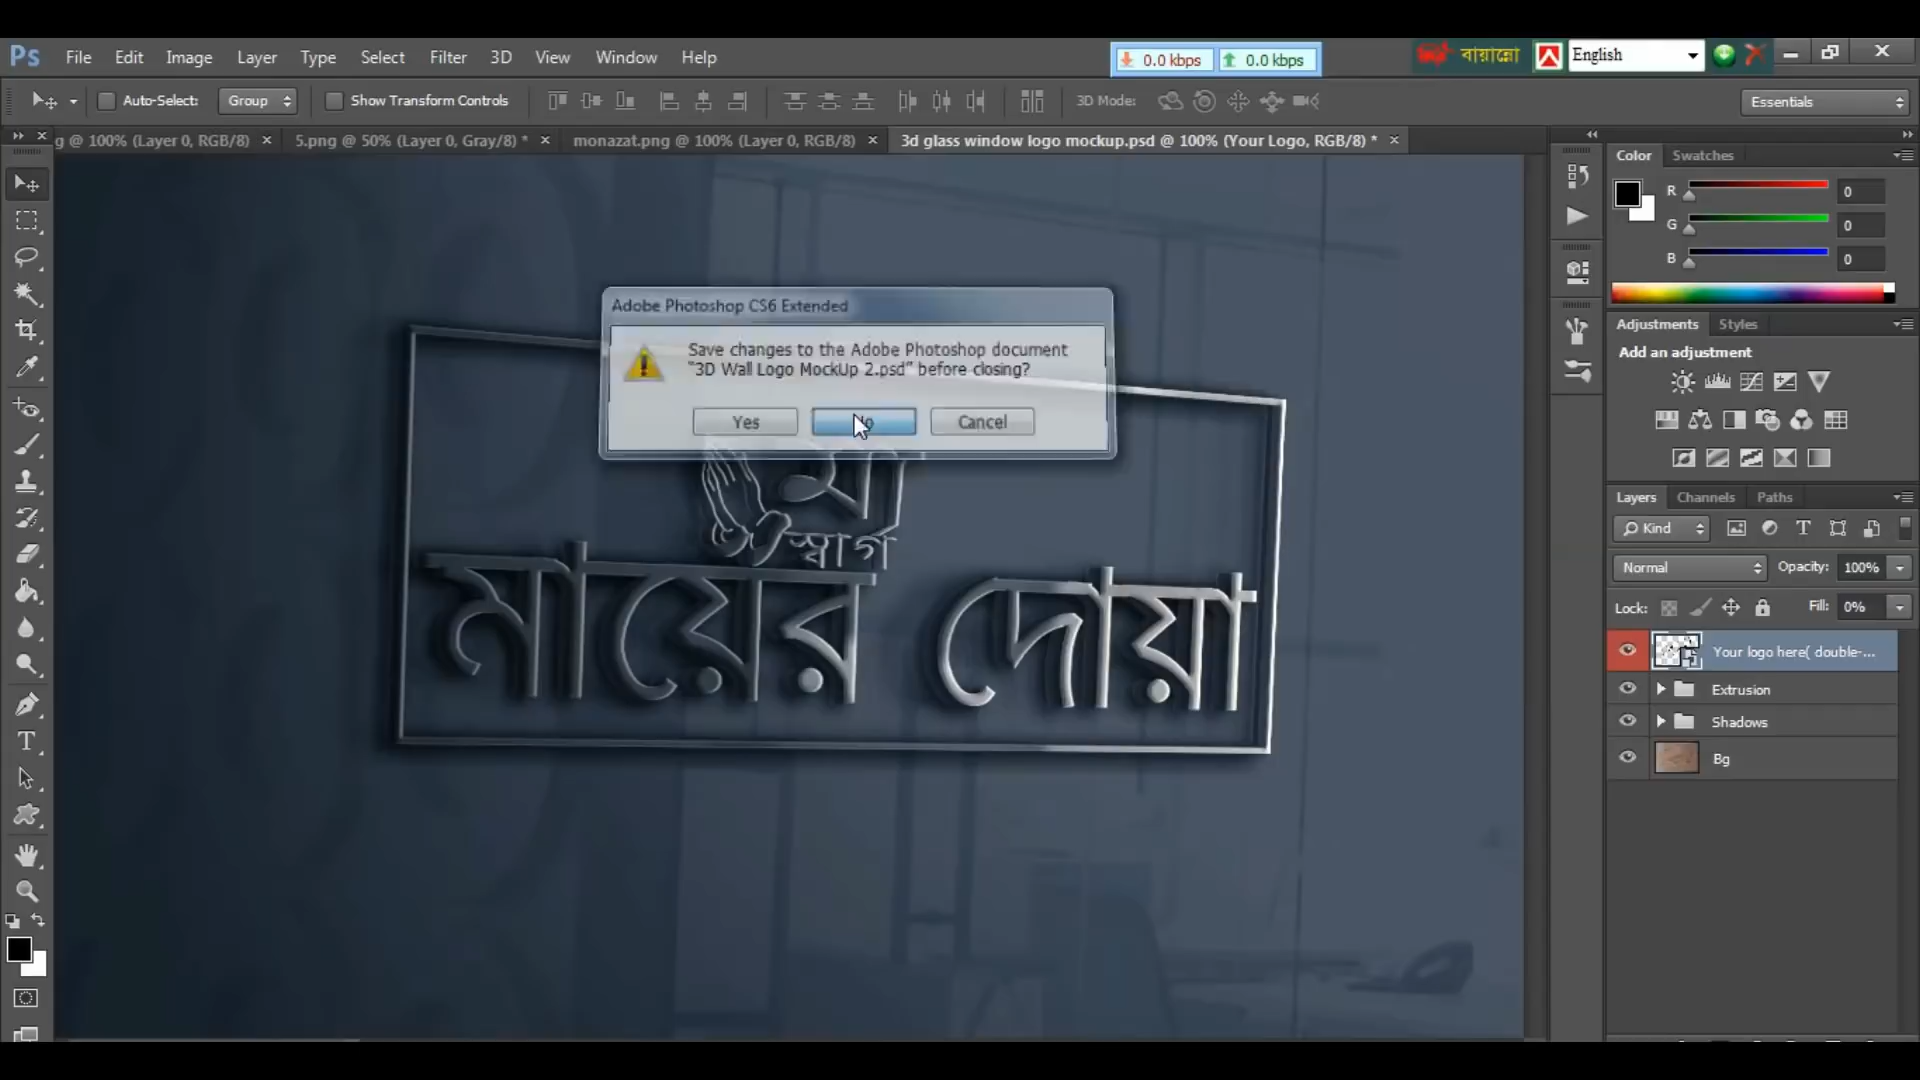 Ps File Edit Image Layer Type Select Filter 3D View Window Help
0.0 kbps 0.0 kbps
বায়ান্নো
English
Auto-Select: Group Show Transform Controls 3D Mode: Essentials
g @ 100% (Layer 0, RGB/8) × 5.png @ 50% (Layer 0, Gray/8) * × monazat.png @ 100% (Layer 0, RGB/8) × 3d glass window logo mockup.psd @ 100% (Your Logo, RGB/8) * ×
Color Swatches
R 0
G 0
B 0
Adjustments Styles
Add an adjustment
Layers Channels Paths
Kind
Normal Opacity: 100%
Lock: Fill: 0%
Your logo here( double-...
Extrusion
Shadows
Bg
Adobe Photoshop CS6 Extended
Save changes to the Adobe Photoshop document
"3D Wall Logo MockUp 2.psd" before closing?
Yes Cancel
মায়ের দোয়া